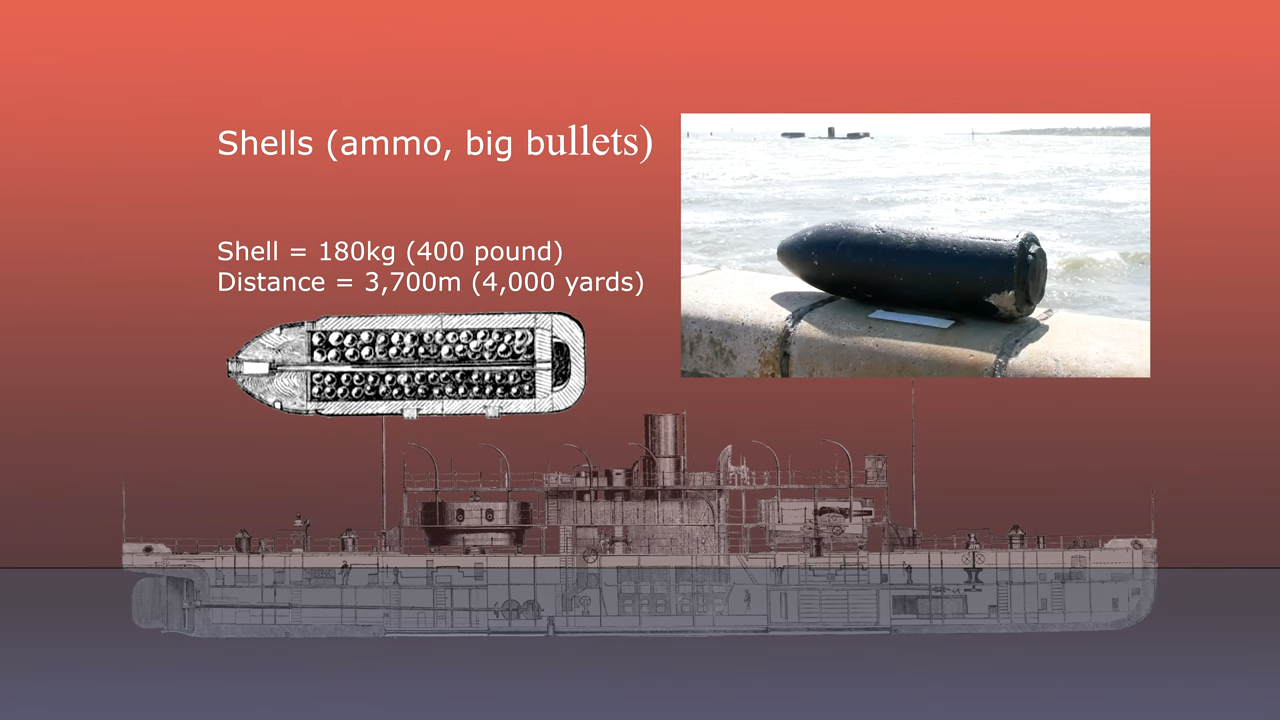 Shells (ammo, big bullets)
Shell = 180kg (400 pound)
Distance = 3,700m (4,000 yards)